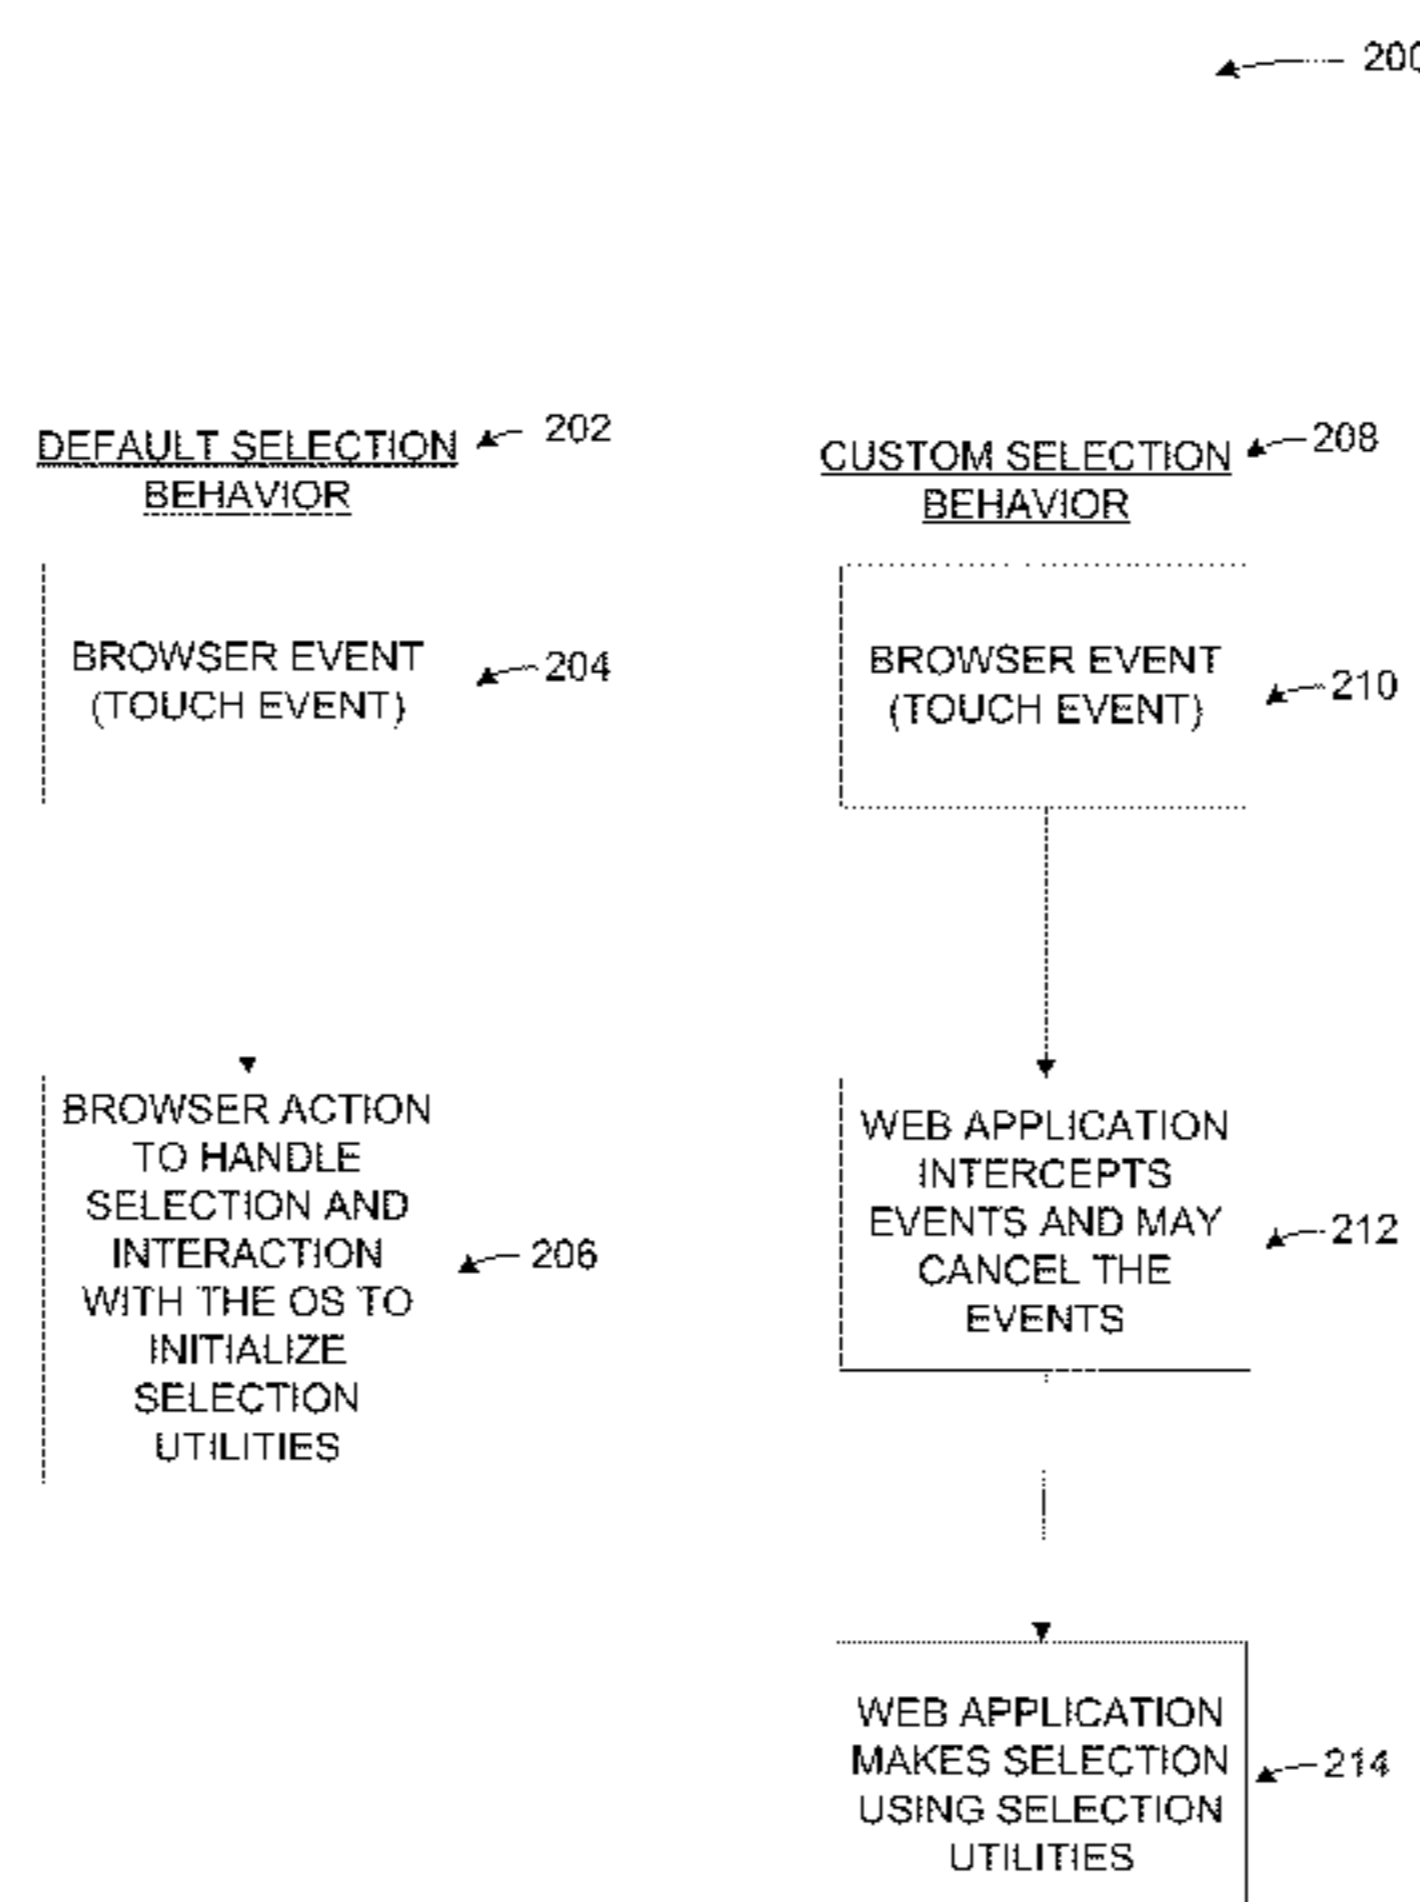 200
DEFAULT SELECTION
BEHAVIOR
202
BROWSER EVENT
(TOUCH EVENT)
204
BROWSER ACTION
TO HANDLE
SELECTION AND
INTERACTION
WITH THE OS TO
INITIALIZE
SELECTION
UTILITIES
206
CUSTOM SELECTION
BEHAVIOR
208
BROWSER EVENT
(TOUCH EVENT)
210
WEB APPLICATION
INTERCEPTS
EVENTS AND MAY
CANCEL THE
EVENTS
212
WEB APPLICATION
MAKES SELECTION
USING SELECTION
UTILITIES
214